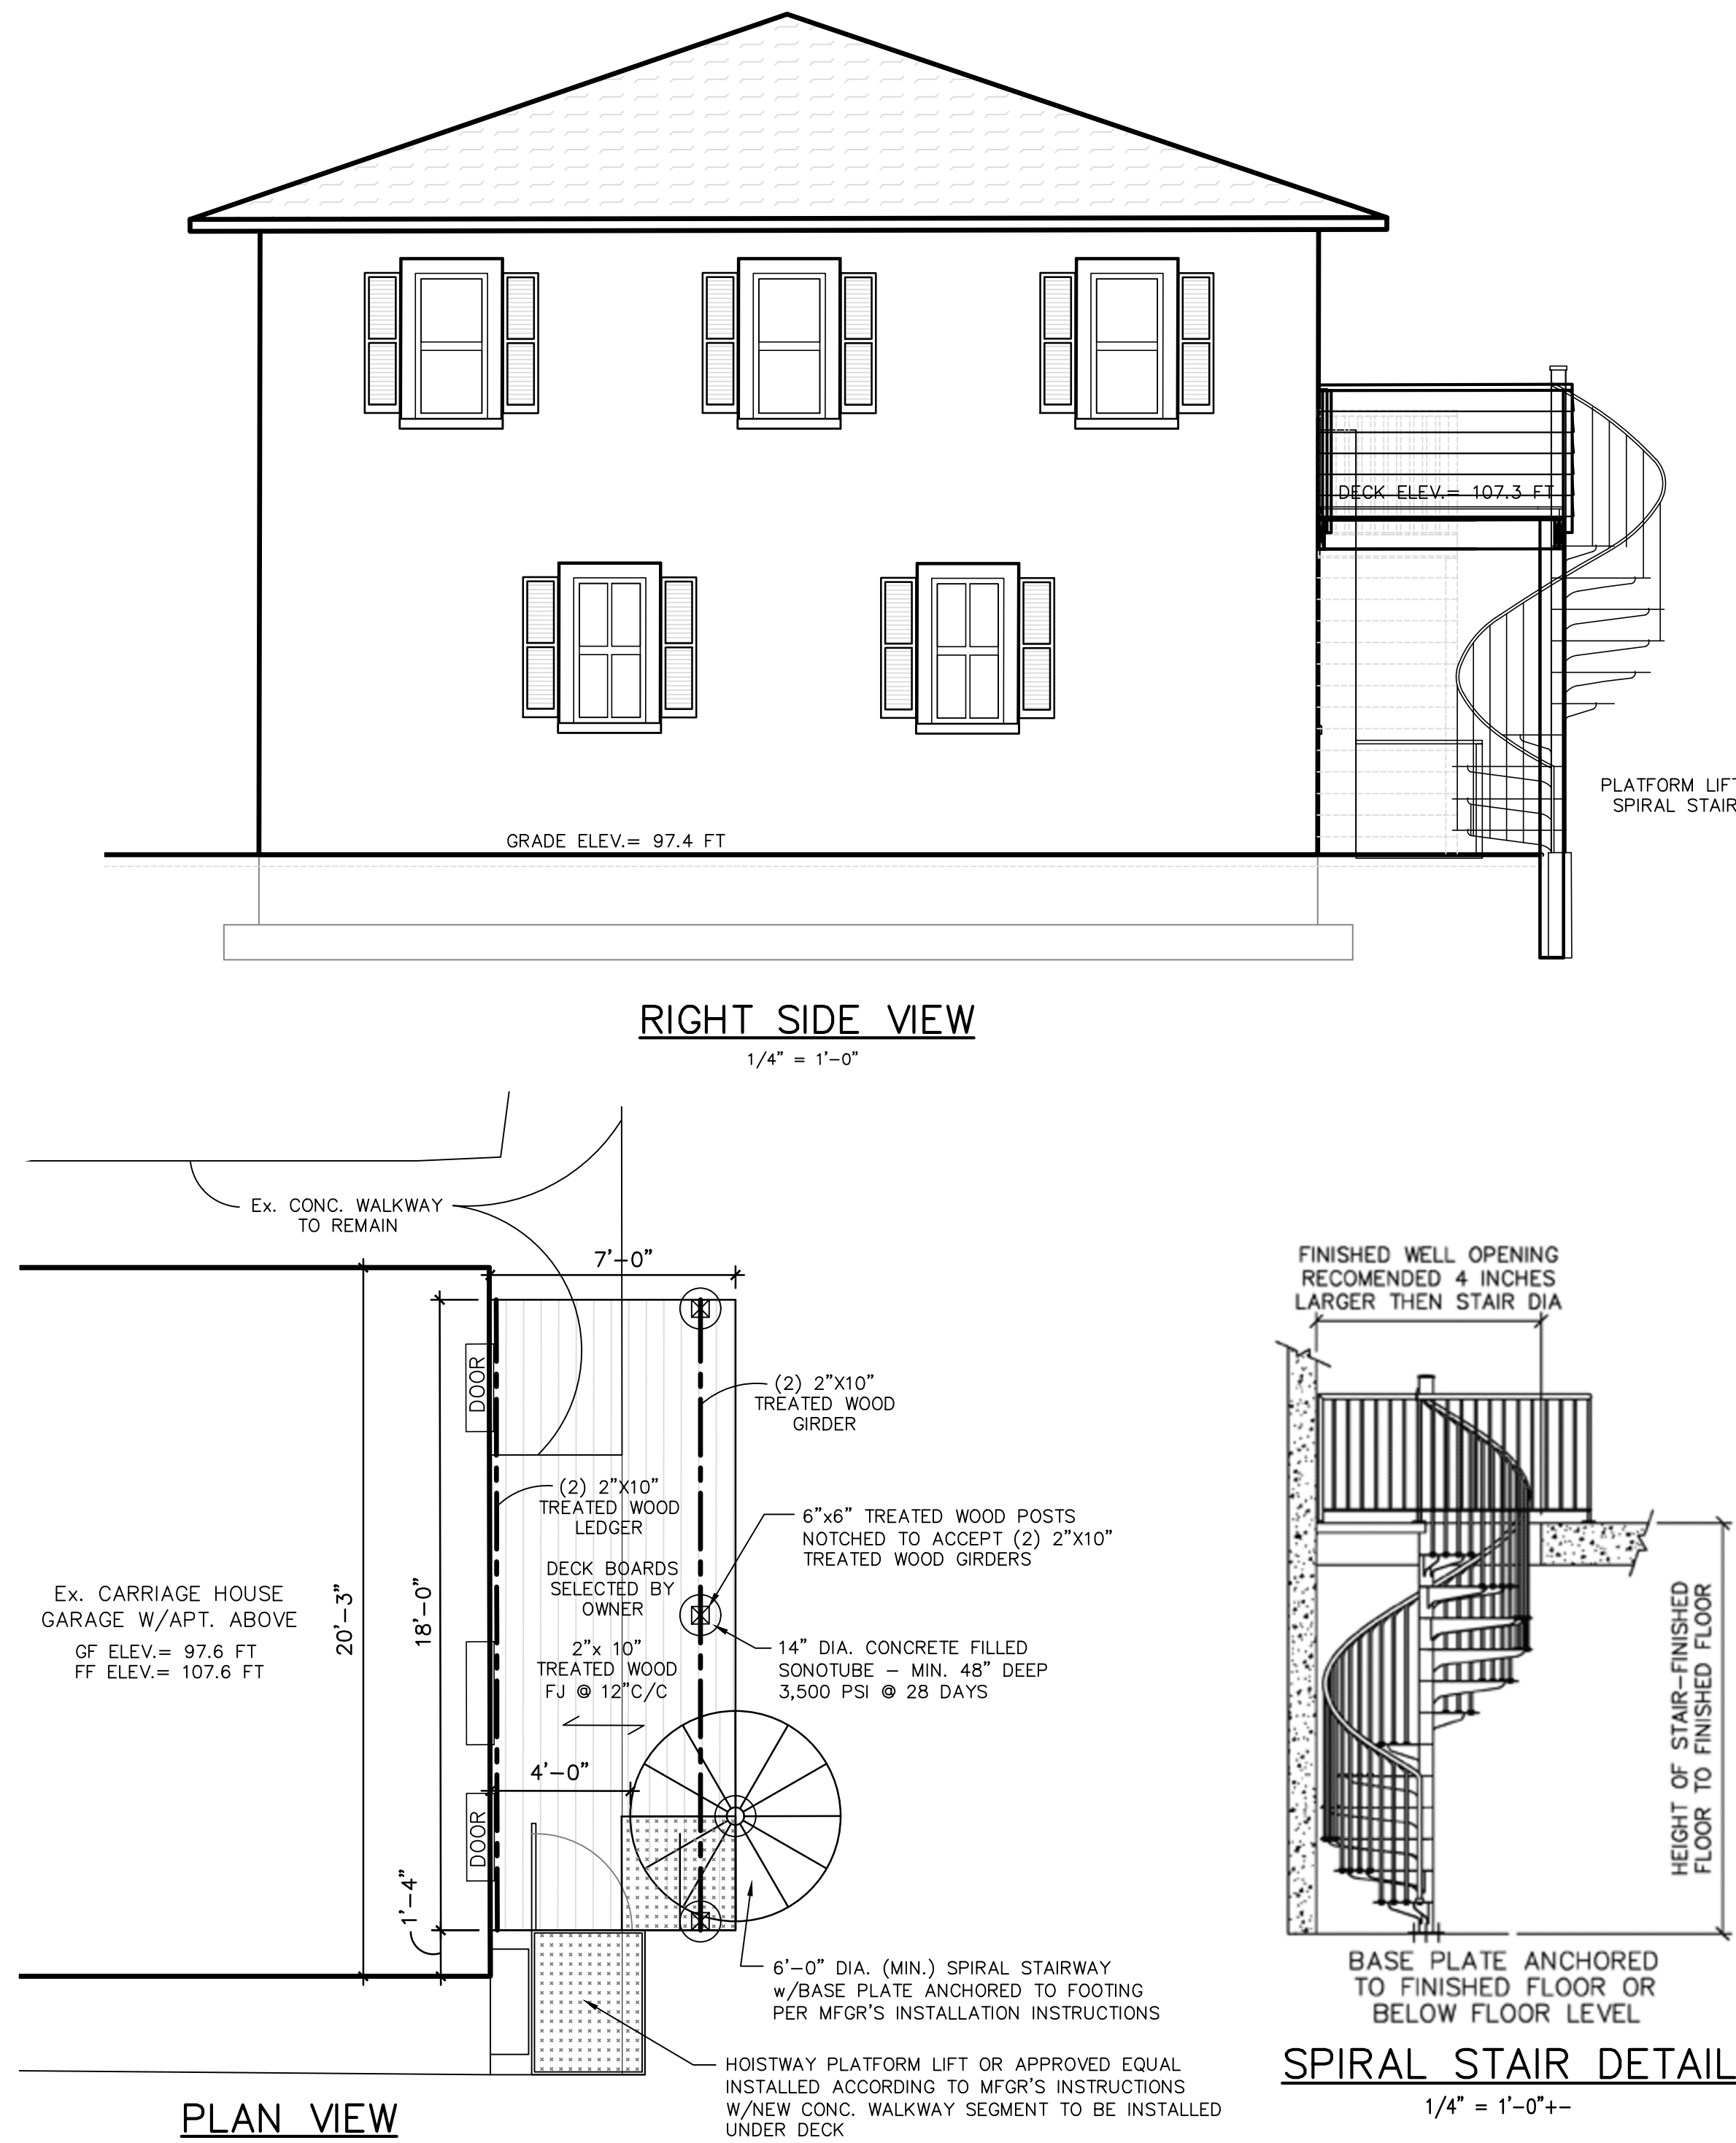 DECK ELEV.= 107.3 FT
PLATFORM LIFT
SPIRAL STAIR
GRADE ELEV.= 97.4 FT
RIGHT SIDE VIEW
1/4" = 1'-0"
Ex. CONC. WALKWAY
TO REMAIN
7'-0"
DOOR
(2) 2"X10"
TREATED WOOD
GIRDER
(2) 2"X10"
TREATED WOOD
LEDGER
DECK BOARDS
SELECTED BY
OWNER
6"x6" TREATED WOOD POSTS
NOTCHED TO ACCEPT (2) 2"X10"
TREATED WOOD GIRDERS
Ex. CARRIAGE HOUSE
GARAGE W/APT. ABOVE
GF ELEV.= 97.6 FT
FF ELEV.= 107.6 FT
20'-3"
18'-0"
2"x 10"
TREATED WOOD
FJ @ 12"C/C
14" DIA. CONCRETE FILLED
SONOTUBE - MIN. 48" DEEP
3,500 PSI @ 28 DAYS
4'-0"
DOOR
1'-4"
6'-0" DIA. (MIN.) SPIRAL STAIRWAY
w/BASE PLATE ANCHORED TO FOOTING
PER MFGR'S INSTALLATION INSTRUCTIONS
HOISTWAY PLATFORM LIFT OR APPROVED EQUAL
INSTALLED ACCORDING TO MFGR'S INSTRUCTIONS
W/NEW CONC. WALKWAY SEGMENT TO BE INSTALLED
UNDER DECK
PLAN VIEW
FINISHED WELL OPENING
RECOMENDED 4 INCHES
LARGER THEN STAIR DIA
HEIGHT OF STAIR-FINISHED
FLOOR TO FINISHED FLOOR
BASE PLATE ANCHORED
TO FINISHED FLOOR OR
BELOW FLOOR LEVEL
SPIRAL STAIR DETAIL
1/4" = 1'-0"+-